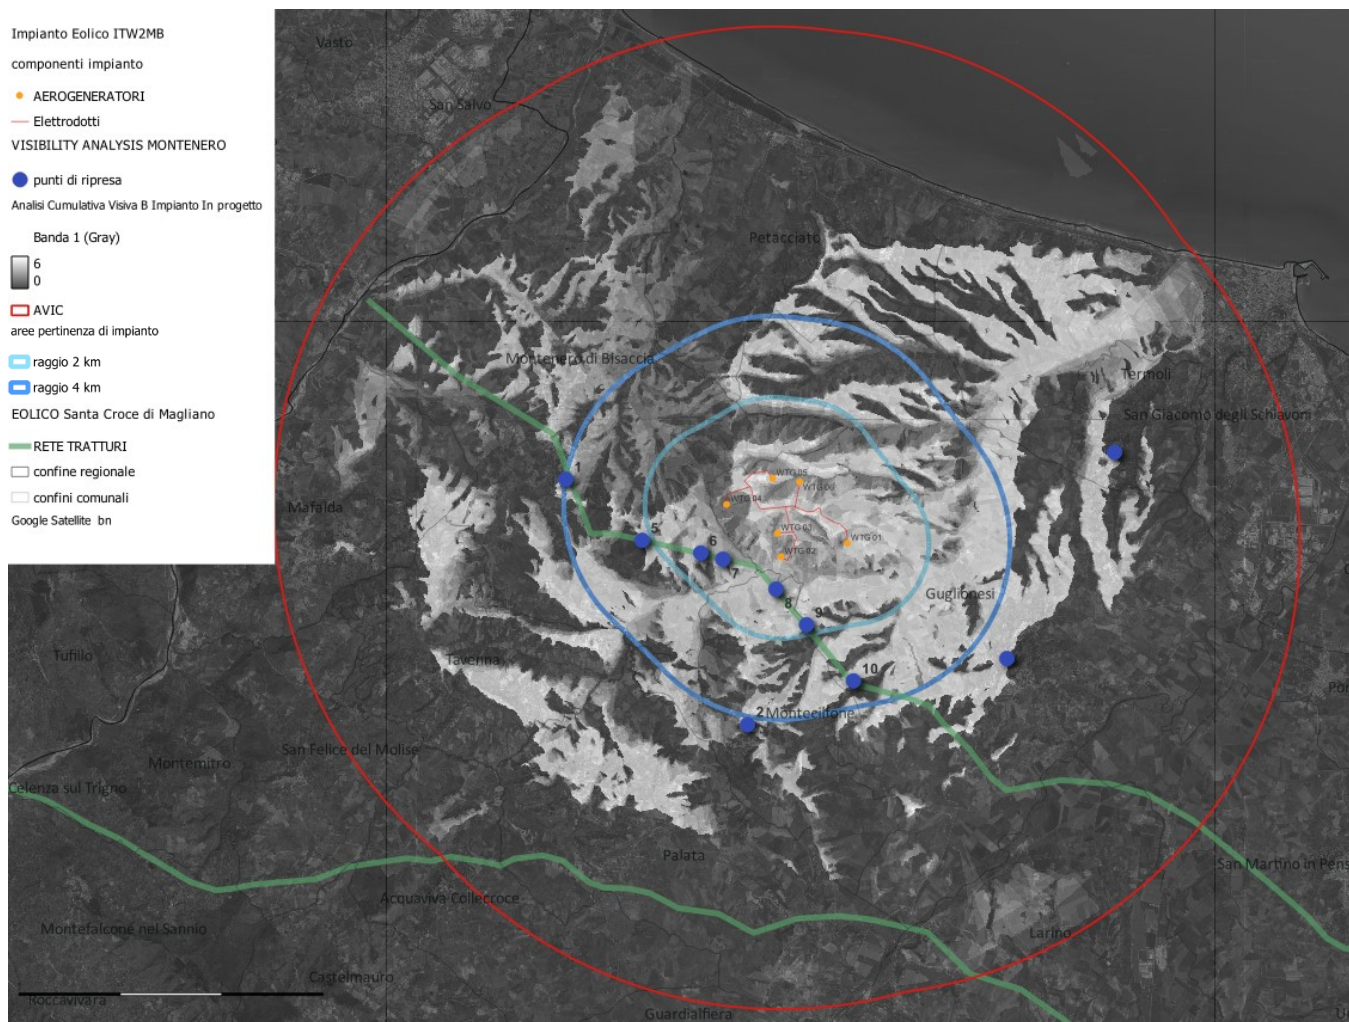 Impianto Eolico ITW2MB
componenti impianto
AEROGENERATORI
Elettrodotti
VISIBILITY ANALYSIS MONTENERO
punti di ripresa
Analisi Cumulativa Visiva B Impianto In progetto
Banda 1 (Gray)
6
0
AVIC
aree pertinenza di impianto
raggio 2 km
raggio 4 km
EOLICO Santa Croce di Magliano
RETE TRATTURI
confine regionale
confini comunali
Google Satellite bn
Vasto
San Salvo
Petacciato
Montenero di Bisaccia
Termoli
San Giacomo degli Schiavoni
1
WTG 05
WTG 04
Mafalda
5
WTG 03
WTG 01
6
WTG 02
7
8
Guglionesi
9
Tufillo
Taverna
10
2
Montecilfone
San Felice del Molise
Montemitro
Celenza sul Trigno
Palata
San Martino in Pens
Acquaviva Collecroce
Montefalcone nel Sannio
Larino
Castelmauro
Roccavivara
Guardialfiera